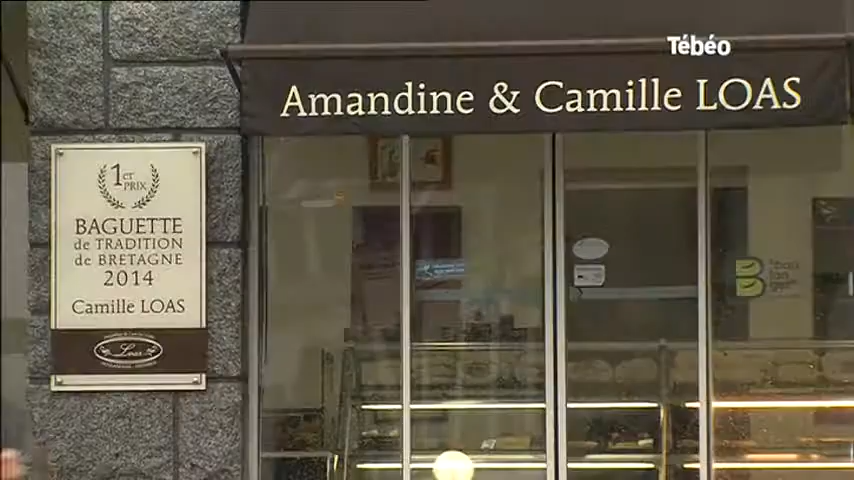 Tébéo
Amandine & Camille LOAS
1er
PRIX
BAGUETTE
de TRADITION
de BRETAGNE
2014
Camille LOAS
Loas